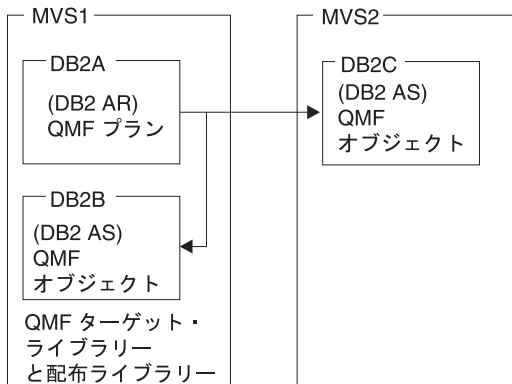 MVS1
DB2A
(DB2 AR)
QMF プラン
DB2B
(DB2 AS)
QMF
オブジェクト
QMF ターゲット・
ライブラリー
と配布ライブラリー
MVS2
DB2C
(DB2 AS)
QMF
オブジェクト